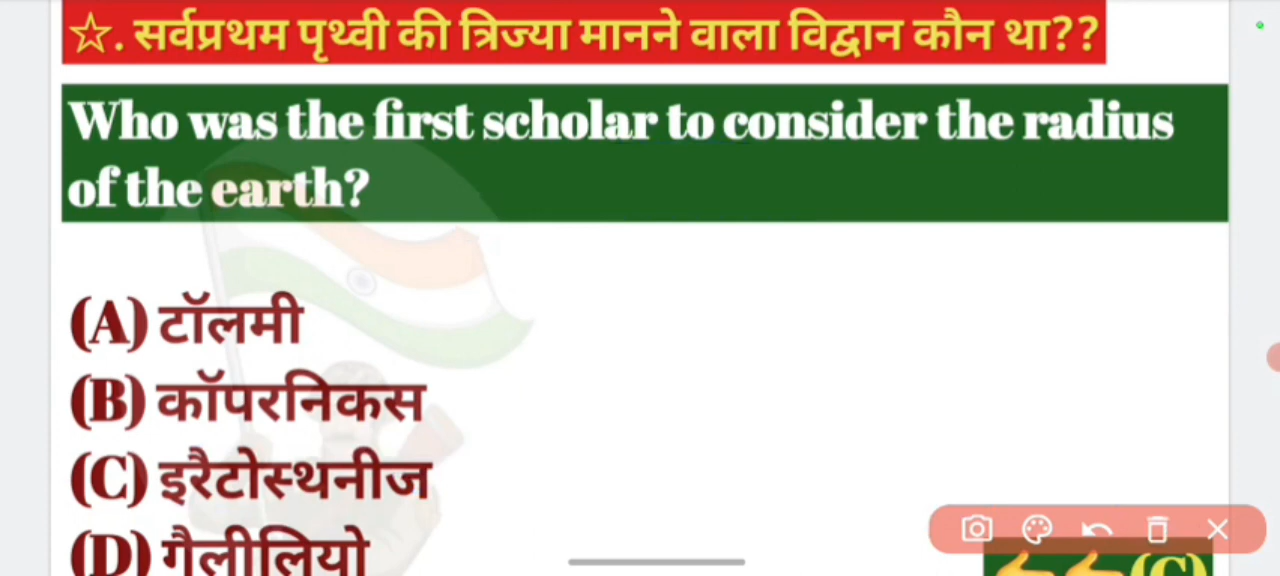 ☆. सर्वप्रथम पृथ्वी की त्रिज्या मानने वाला विद्वान कौन था??
Who was the first scholar to consider the radius
of the earth?
(A) टॉलमी
(B) कॉपरनिकस
(C) इरैटोस्थनीज
(D) गैलीलियो
👉👉(C)